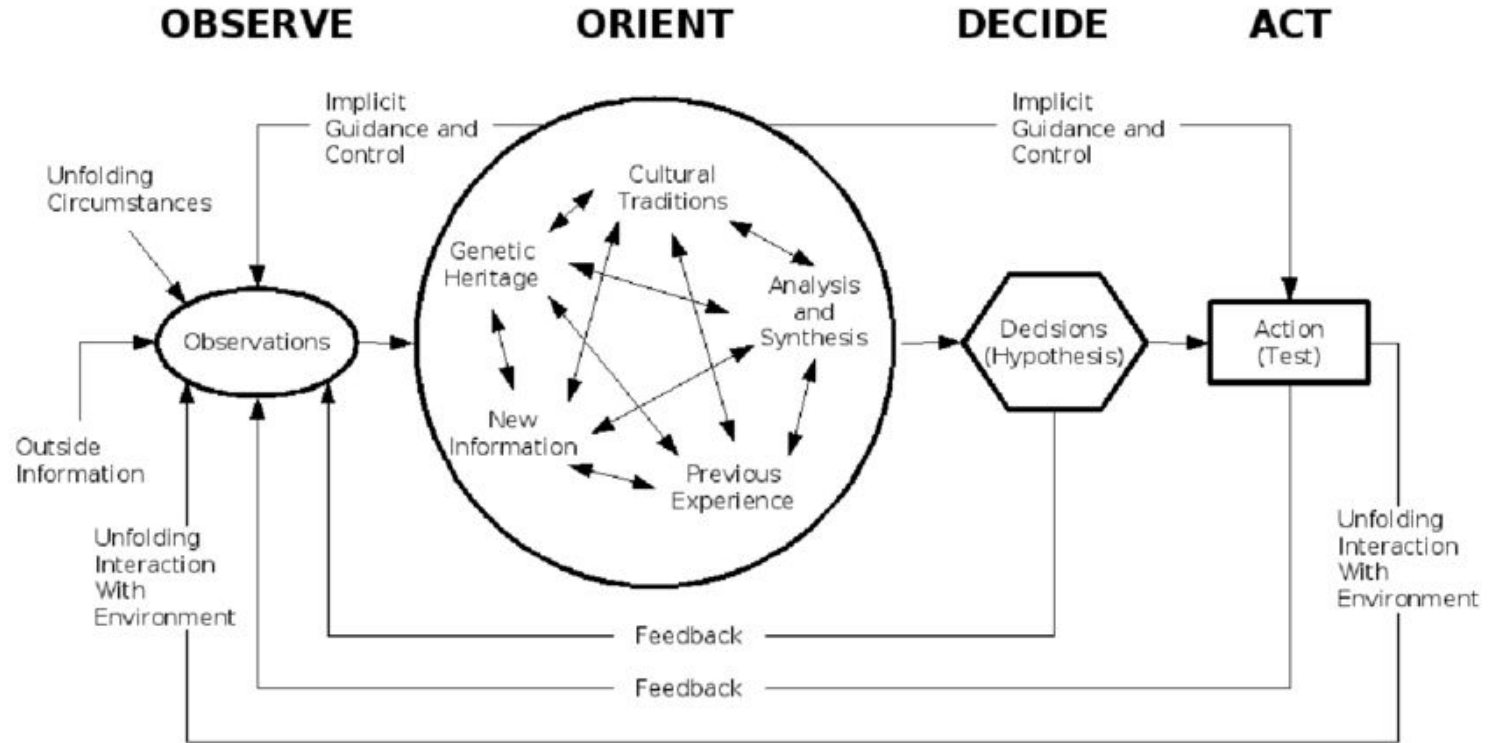 OBSERVE
ORIENT
DECIDE
ACT
Implicit
Guidance and
Control
Implicit
Guidance and
Control
Unfolding
Circumstances
Cultural
Traditions
Genetic
Heritage
Analysis
and
Synthesis
Observations
Decisions
(Hypothesis)
Action
(Test)
New
Information
Previous
Experience
Outside
Information
Unfolding
Interaction
With
Environment
Unfolding
Interaction
With
Environment
Feedback
Feedback